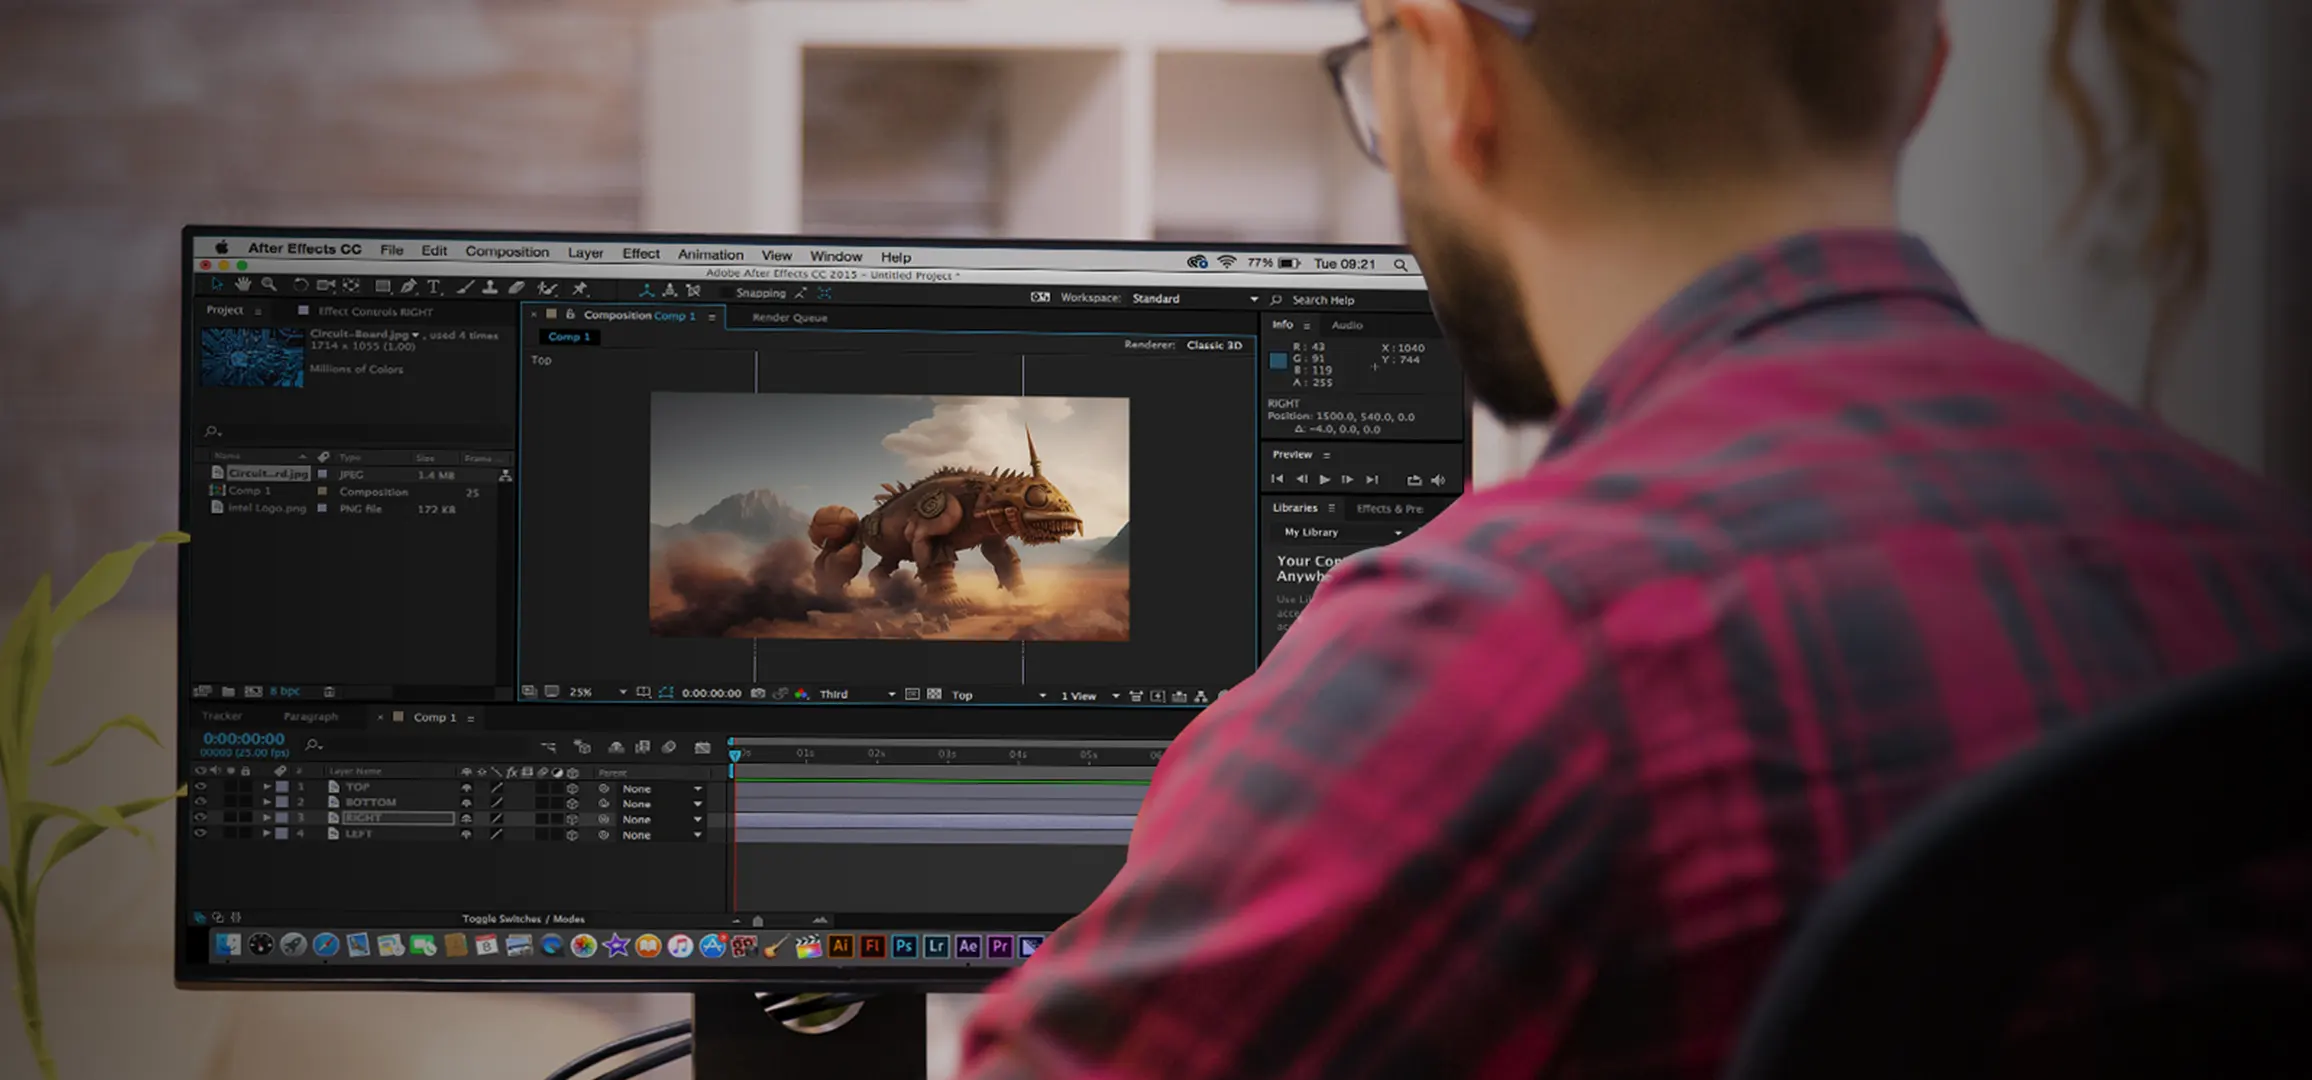 After Effects CC File Edit Composition Layer Effect Animation View Window Help 77% Tue 09:21
Adobe After Effects CC 2015 - Untitled Project *
Snapping Workspace: Standard Search Help
Project Effect Controls RIGHT
Circuit-Board.jpg , used 4 times
1714 x 1055 (1.00)
Millions of Colors
Name Type Size Frame...
Circuit...rd.jpg JPEG 1.4 MB
Comp 1 Composition 25
Intel Logo.png PNG file 172 KB
8 bpc
Composition Comp 1 Render Queue
Comp 1
Renderer: Classic 3D
Top
25% 0:00:00:00 Third Top 1 View
Info Audio
R: 43 X: 1040
G: 91 Y: 744
B: 119
A: 255
RIGHT
Position: 1500.0, 540.0, 0.0
Δ: -4.0, 0.0, 0.0
Preview
Libraries Effects & Pre
My Library
Your Con
Anywh
Use Li
acce
Tracker Paragraph Comp 1
0:00:00:00
00000 (25.00 fps)
01s 02s 03s 04s 05s
# Layer Name Parent
1 TOP None
2 BOTTOM None
3 RIGHT None
4 LEFT None
Toggle Switches / Modes
8 Ai Fl Ps Lr Ae Pr